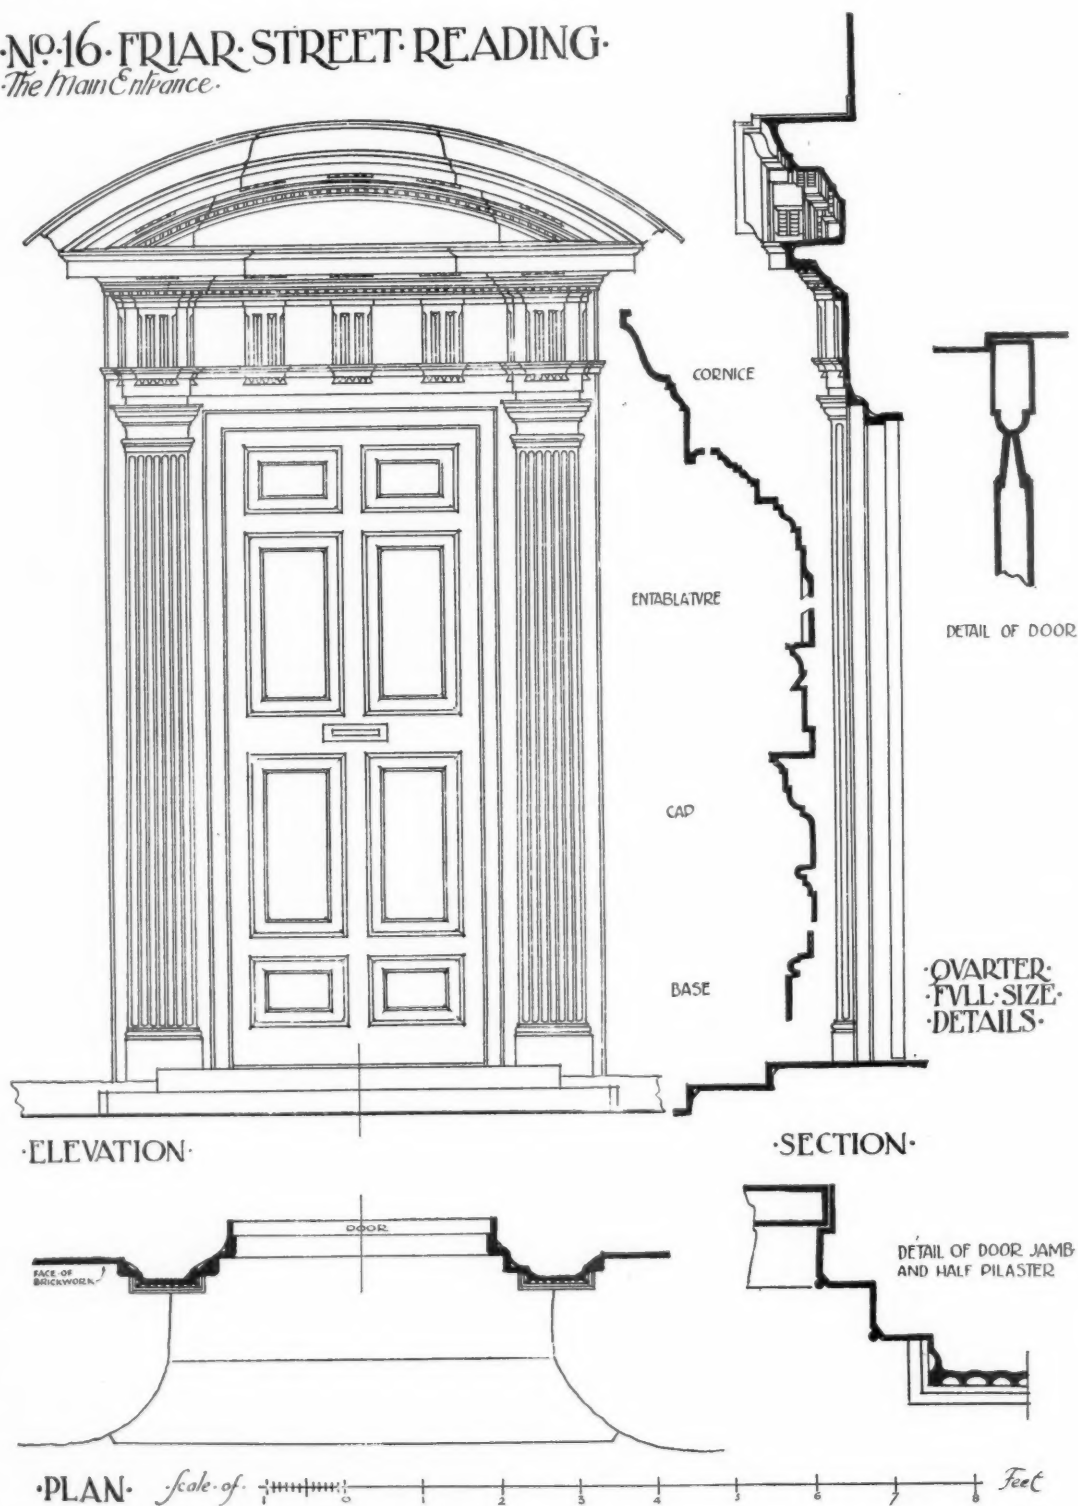 ·Nº·16·FRIAR·STREET·READING·
·The Main Entrance·
CORNICE
ENTABLATVRE
DETAIL OF DOOR
CAP
BASE
·QVARTER·
·FVLL·SIZE·
·DETAILS·
·ELEVATION·
·SECTION·
DOOR
FACE·OF
BRICKWORK
DETAIL OF DOOR JAMB
AND HALF PILASTER
·PLAN· Scale·of· 1 0 1 2 3 4 5 6 7 8 Feet